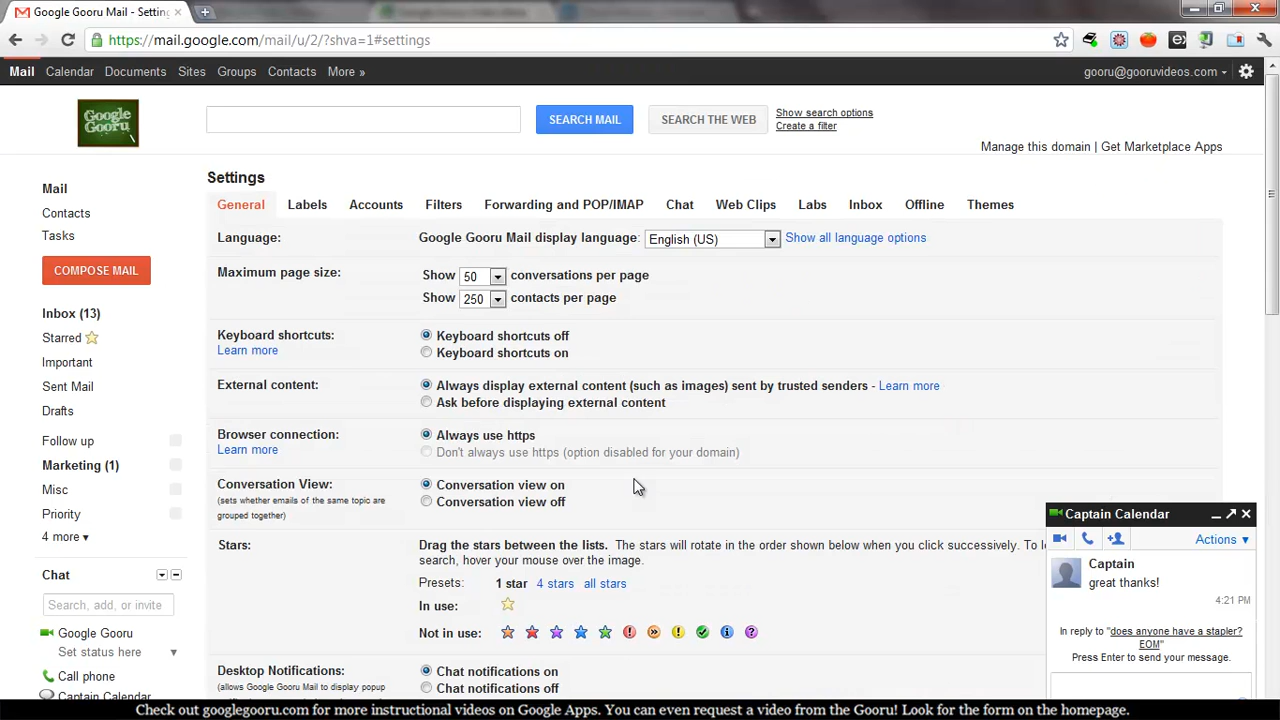 Google Gooru Mail - Settin
https://mail.google.com/mail/u/2/?shva=1#settings
Mail Calendar Documents Sites Groups Contacts More »
gooru@gooruvideos.com
Google Gooru
SEARCH MAIL
SEARCH THE WEB
Show search options
Create a filter
Manage this domain | Get Marketplace Apps
Mail
Contacts
Tasks
COMPOSE MAIL
Inbox (13)
Starred
Important
Sent Mail
Drafts
Follow up
Marketing (1)
Misc
Priority
4 more
Chat
Search, add, or invite
Google Gooru
Set status here
Call phone
Captain Calendar
Settings
General Labels Accounts Filters Forwarding and POP/IMAP Chat Web Clips Labs Inbox Offline Themes
Language: Google Gooru Mail display language: English (US) Show all language options
Maximum page size: Show 50 conversations per page
Show 250 contacts per page
Keyboard shortcuts: Keyboard shortcuts off
Learn more Keyboard shortcuts on
External content: Always display external content (such as images) sent by trusted senders - Learn more
Ask before displaying external content
Browser connection: Always use https
Learn more Don't always use https (option disabled for your domain)
Conversation View: Conversation view on
(sets whether emails of the same topic are grouped together) Conversation view off
Stars: Drag the stars between the lists. The stars will rotate in the order shown below when you click successively. To
search, hover your mouse over the image.
Presets: 1 star 4 stars all stars
In use:
Not in use:
Desktop Notifications: Chat notifications on
(allows Google Gooru Mail to display popup Chat notifications off
Captain Calendar
Actions
Captain
great thanks!
4:21 PM
In reply to "does anyone have a stapler?
EOM"
Press Enter to send your message.
Check out googlegooru.com for more instructional videos on Google Apps. You can even request a video from the Gooru! Look for the form on the homepage.